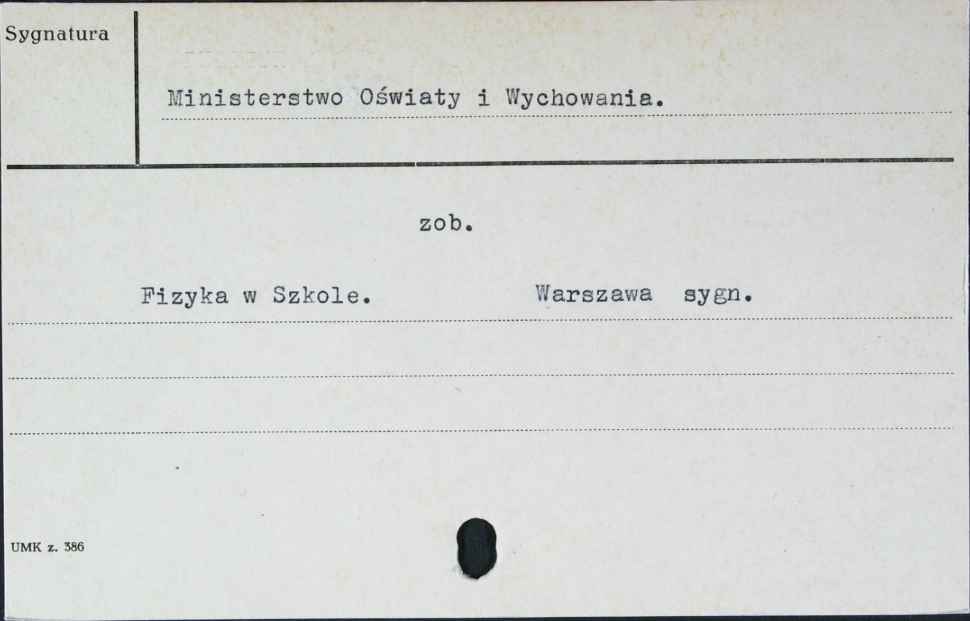 Sygnatura
Ministerstwo Oświaty i Wychowania.
zob.
Fizyka w Szkole. Warszawa sygn.
UMK z. 386